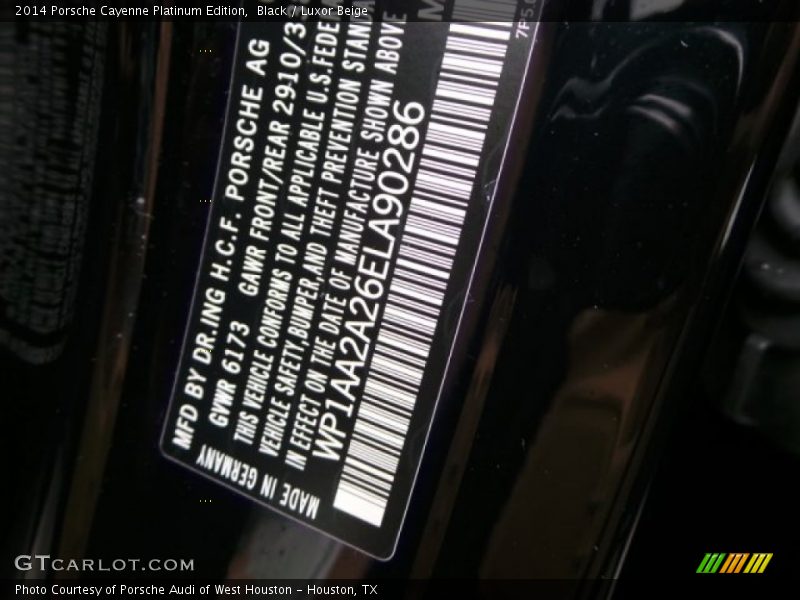 2014 Porsche Cayenne Platinum Edition, Black / Luxor Beige
MFD BY DR.ING H.C.F. PORSCHE AG
GVWR 6173 GAWR FRONT/REAR 2910/3
THIS VEHICLE CONFORMS TO ALL APPLICABLE U.S.FEDE
VEHICLE SAFETY,BUMPER,AND THEFT PREVENTION STAN
IN EFFECT ON THE DATE OF MANUFACTURE SHOWN ABOVE
WP1AA2A26ELA90286
MADE IN GERMANY
GTCARLOT.COM
Photo Courtesy of Porsche Audi of West Houston - Houston, TX